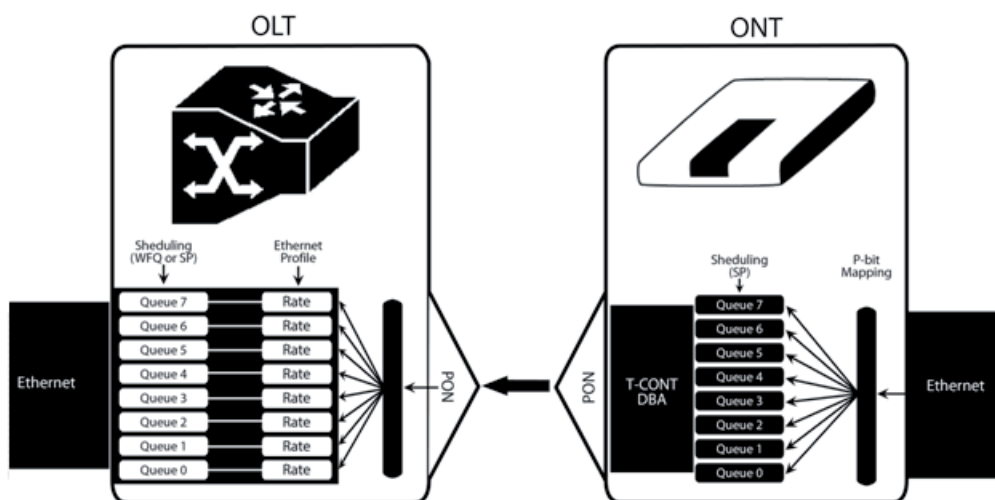 OLT
ONT
Sheduling
(WFQ or SP)
Ethernet
Profile
Queue 7
Rate
Queue 6
Rate
Queue 5
Rate
Queue 4
Rate
Queue 3
Rate
Queue 2
Rate
Queue 1
Rate
Queue 0
Rate
Ethernet
PON
PON
T-CONT
DBA
Sheduling
(SP)
P-bit
Mapping
Queue 7
Queue 6
Queue 5
Queue 4
Queue 3
Queue 2
Queue 1
Queue 0
Ethernet